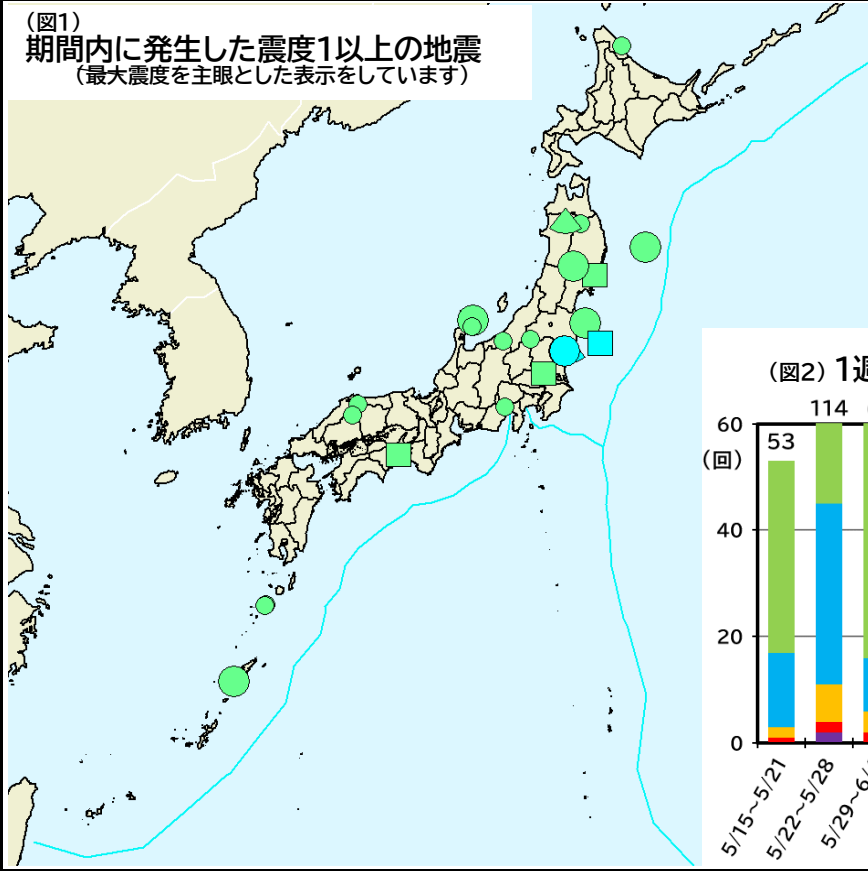 (図1)
期間内に発生した震度1以上の地震
(最大震度を主眼とした表示をしています)
(図2) 1週
114
60
53
(回)
40
20
0
5/15～5/21
5/22～5/28
5/29～6/